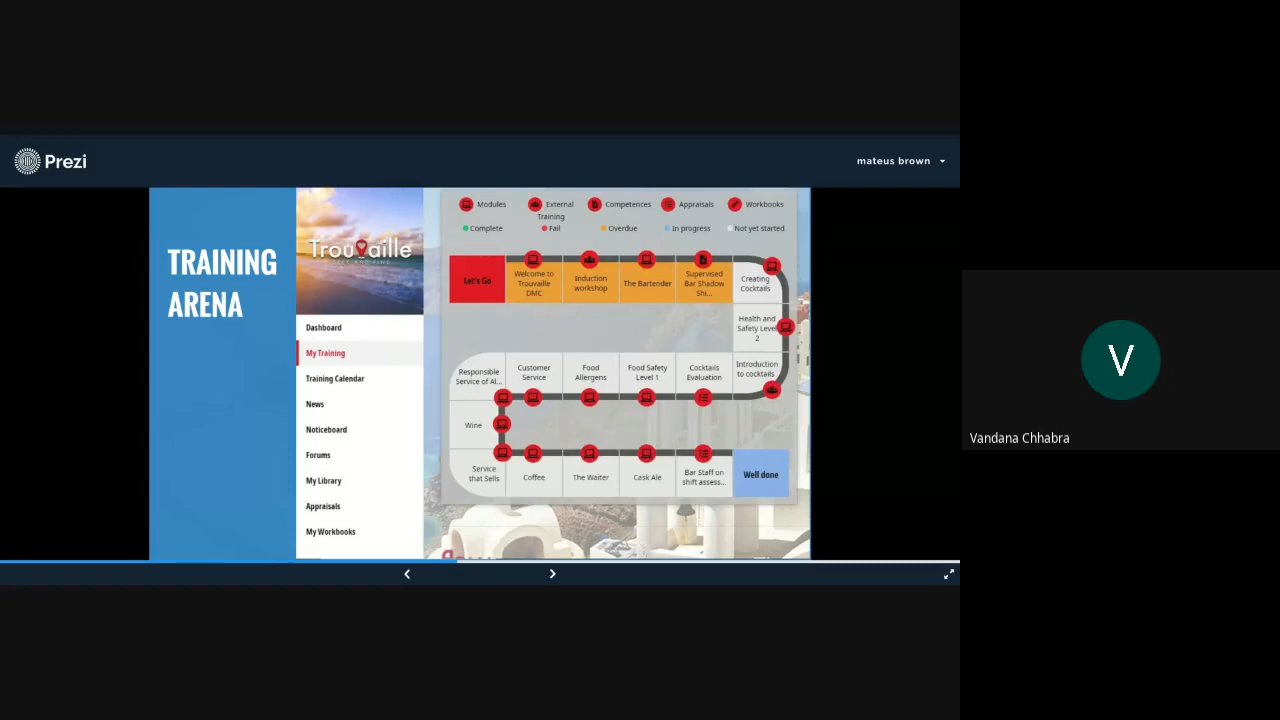 Prezi
mateus brown
TRAINING
ARENA
Trouvaille
Dashboard
My Training
Training Calendar
News
Noticeboard
Forums
My Library
Appraisals
My Workbooks
Modules
External
Training
Competences
Appraisals
Workbooks
Complete
Fail
Overdue
In progress
Not yet started
Let's Go
Welcome to
Trouvaille
DMC
Induction
workshop
The Bartender
Supervised
Bar Shadow
Shi...
Creating
Cocktails
Health and
Safety Level
2
Responsible
Service of Al...
Customer
Service
Food
Allergens
Food Safety
Level 1
Cocktails
Evaluation
Introduction
to cocktails
Wine
Service
that Sells
Coffee
The Waiter
Cask Ale
Bar Staff on
shift assess...
Well done
V
Vandana Chhabra